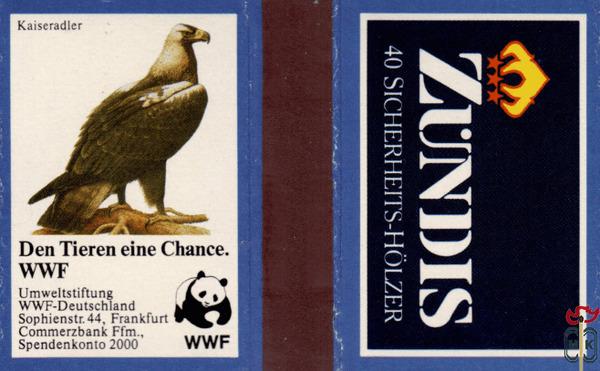 Kaiseradler
Den Tieren eine Chance.
WWF
Umweltstiftung
WWF-Deutschland
Sophienstr. 44, Frankfurt
Commerzbank Ffm.,
Spendenkonto 2000
WWF
ZÜNDIS
40 SICHERHEITS-HÖLZER